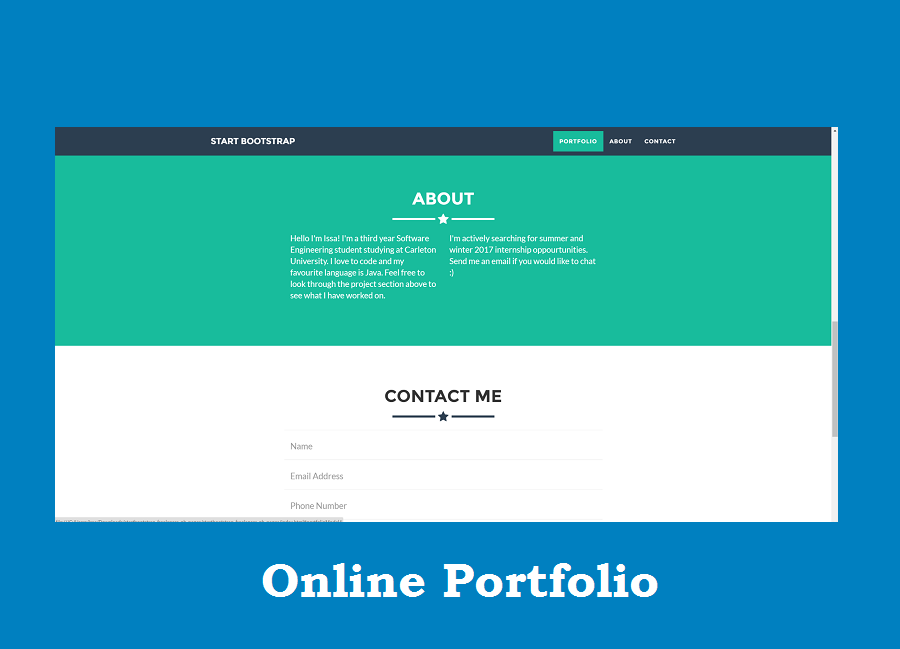 START BOOTSTRAP
PORTFOLIO ABOUT CONTACT
ABOUT
Hello I'm Issa! I'm a third year Software
Engineering student studying at Carleton
University. I love to code and my
favourite language is Java. Feel free to
look through the project section above to
see what I have worked on.
I'm actively searching for summer and
winter 2017 internship oppourtunities.
Send me an email if you would like to chat
:)
CONTACT ME
Name
Email Address
Phone Number
Online Portfolio